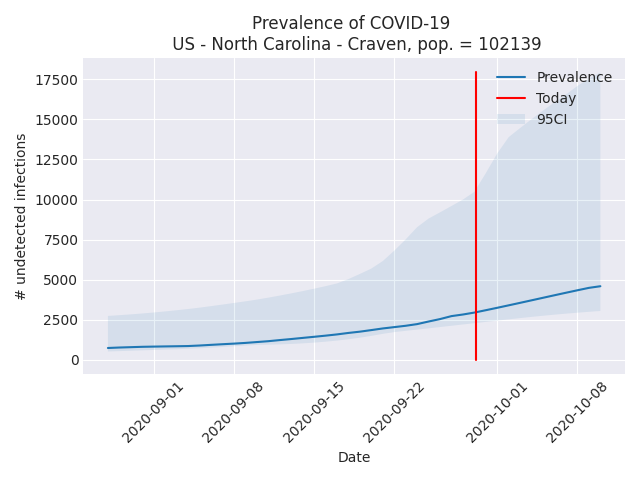 Prevalence of COVID-19
US - North Carolina - Craven, pop. = 102139
17500
15000
12500
10000
7500
5000
2500
0
# undetected infections
Prevalence
Today
95CI
2020-09-01
2020-09-08
2020-09-15
2020-09-22
2020-10-01
2020-10-08
Date